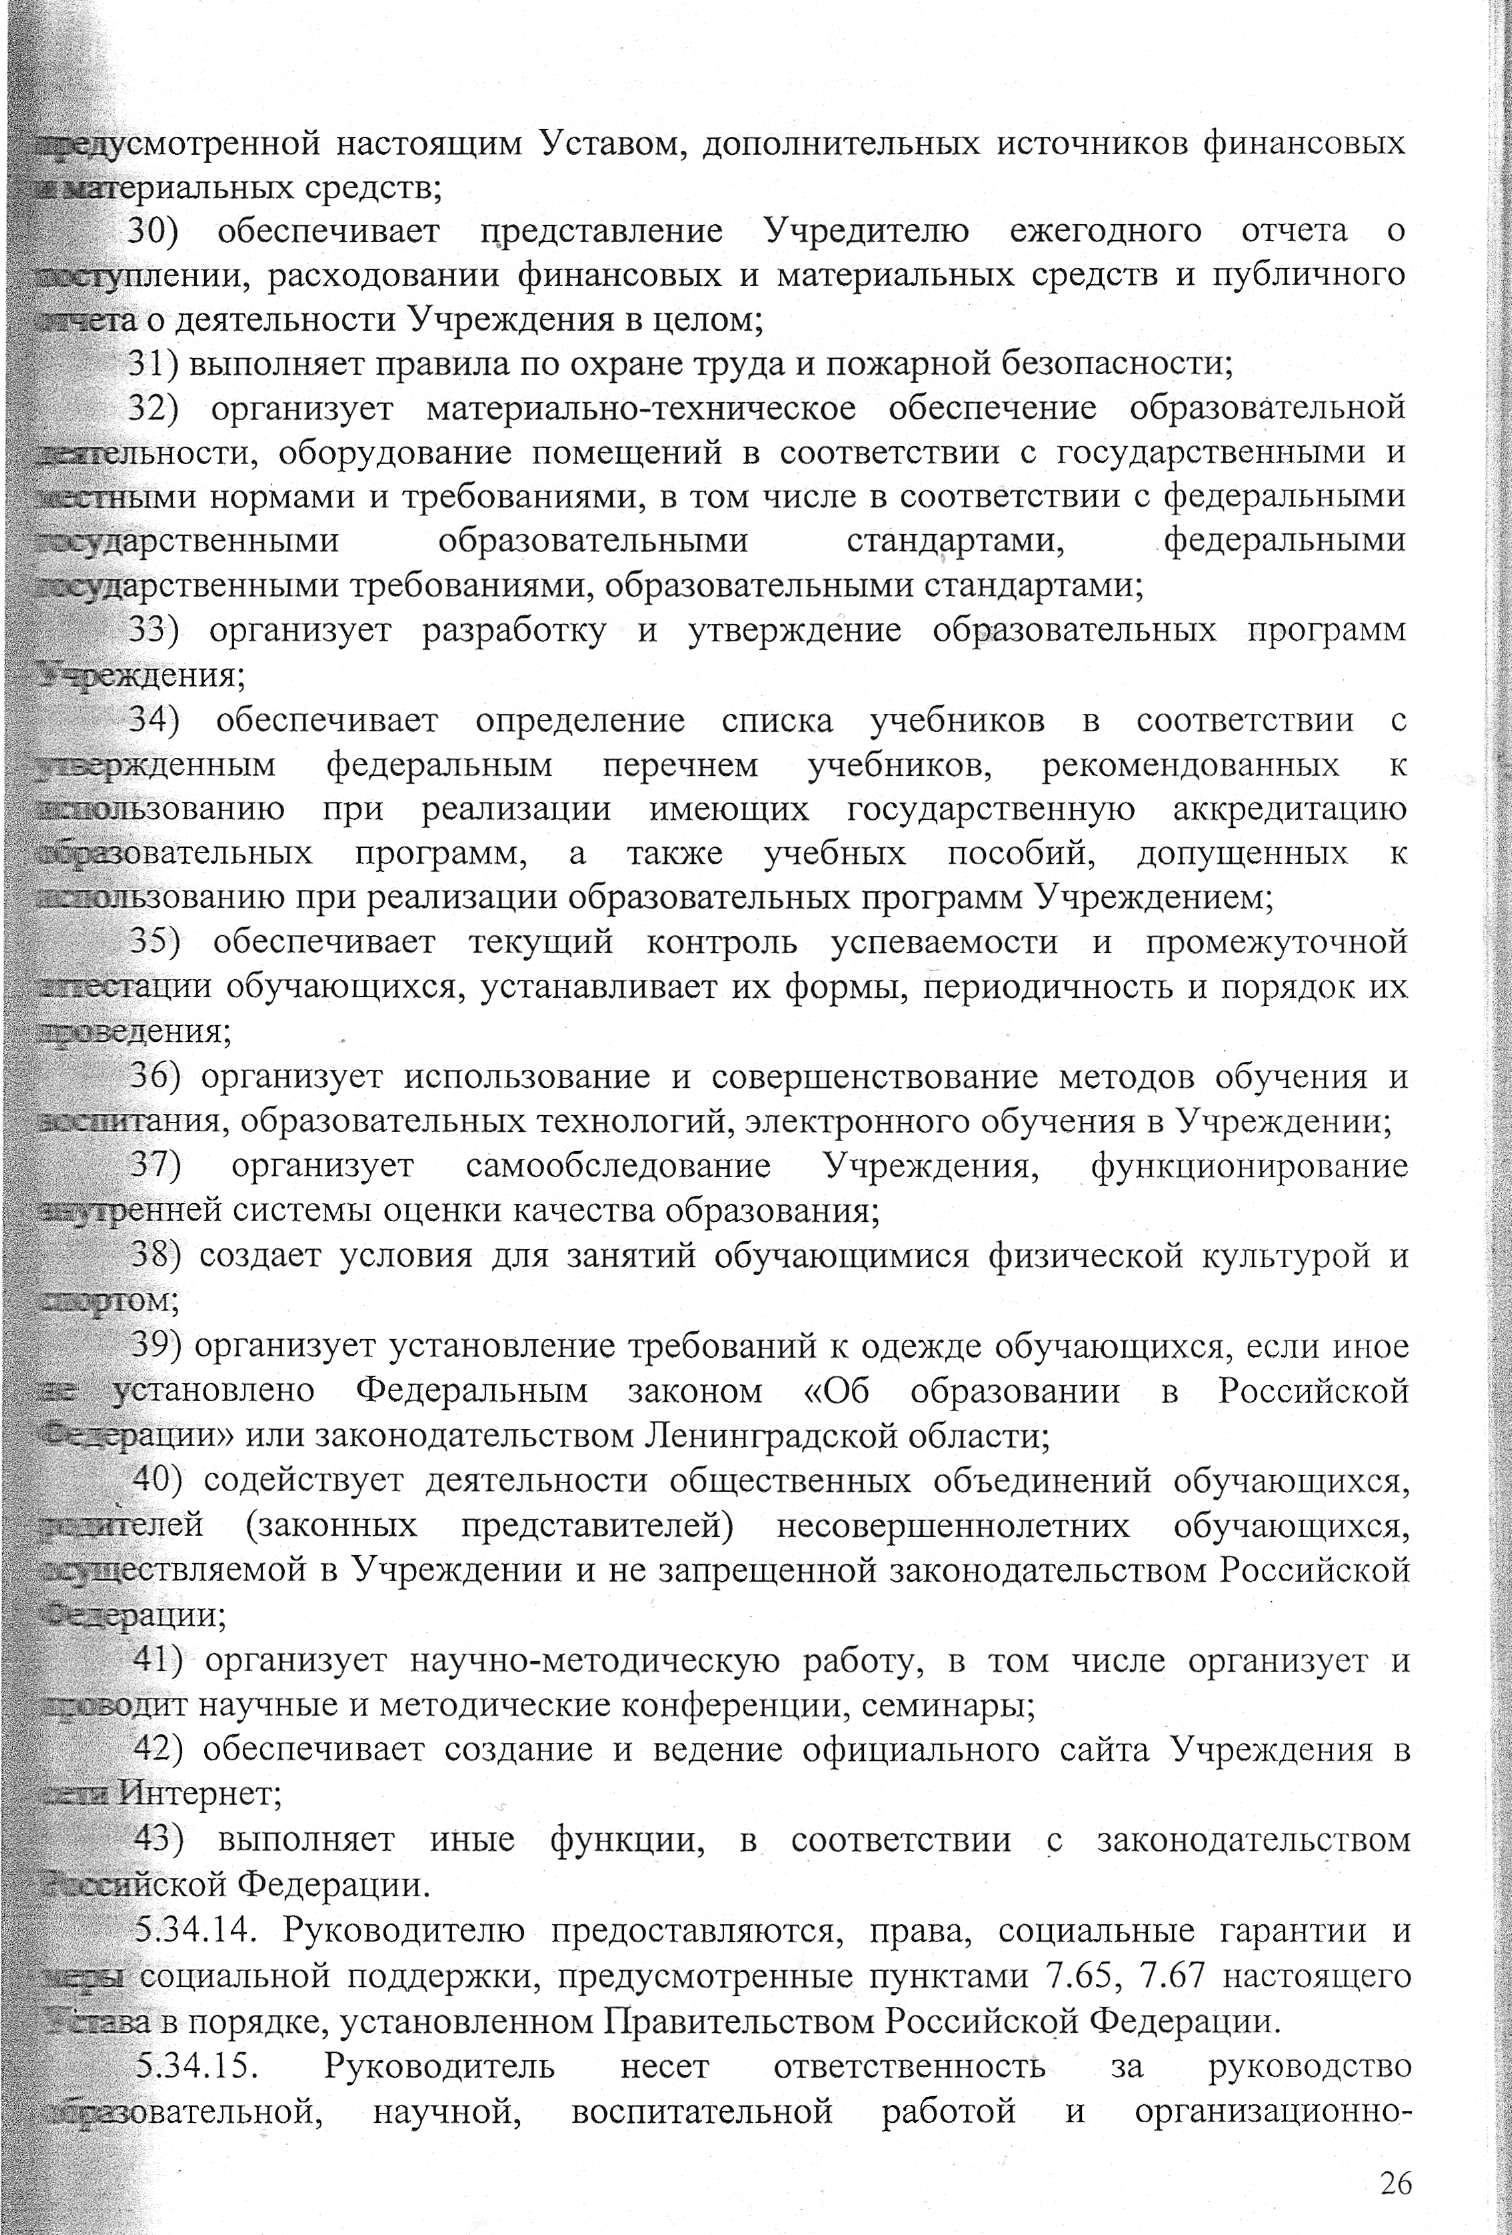 предусмотренной настоящим Уставом, дополнительных источников финансовых
и материальных средств;
30) обеспечивает представление Учредителю ежегодного отчета о
поступлении, расходовании финансовых и материальных средств и публичного
отчета о деятельности Учреждения в целом;
31) выполняет правила по охране труда и пожарной безопасности;
32) организует материально-техническое обеспечение образовательной
деятельности, оборудование помещений в соответствии с государственными и
местными нормами и требованиями, в том числе в соответствии с федеральными
государственными образовательными стандартами, федеральными
государственными требованиями, образовательными стандартами;
33) организует разработку и утверждение образовательных программ
Учреждения;
34) обеспечивает определение списка учебников в соответствии с
утвержденным федеральным перечнем учебников, рекомендованных к
использованию при реализации имеющих государственную аккредитацию
образовательных программ, а также учебных пособий, допущенных к
использованию при реализации образовательных программ Учреждением;
35) обеспечивает текущий контроль успеваемости и промежуточной
аттестации обучающихся, устанавливает их формы, периодичность и порядок их
проведения;
36) организует использование и совершенствование методов обучения и
воспитания, образовательных технологий, электронного обучения в Учреждении;
37) организует самообследование Учреждения, функционирование
внутренней системы оценки качества образования;
38) создает условия для занятий обучающимися физической культурой и
спортом;
39) организует установление требований к одежде обучающихся, если иное
не установлено Федеральным законом «Об образовании в Российской
Федерации» или законодательством Ленинградской области;
40) содействует деятельности общественных объединений обучающихся,
родителей (законных представителей) несовершеннолетних обучающихся,
осуществляемой в Учреждении и не запрещенной законодательством Российской
Федерации;
41) организует научно-методическую работу, в том числе организует и
проводит научные и методические конференции, семинары;
42) обеспечивает создание и ведение официального сайта Учреждения в
сети Интернет;
43) выполняет иные функции, в соответствии с законодательством
Российской Федерации.
5.34.14. Руководителю предоставляются, права, социальные гарантии и
меры социальной поддержки, предусмотренные пунктами 7.65, 7.67 настоящего
Устава в порядке, установленном Правительством Российской Федерации.
5.34.15. Руководитель несет ответственность за руководство
образовательной, научной, воспитательной работой и организационно-
26